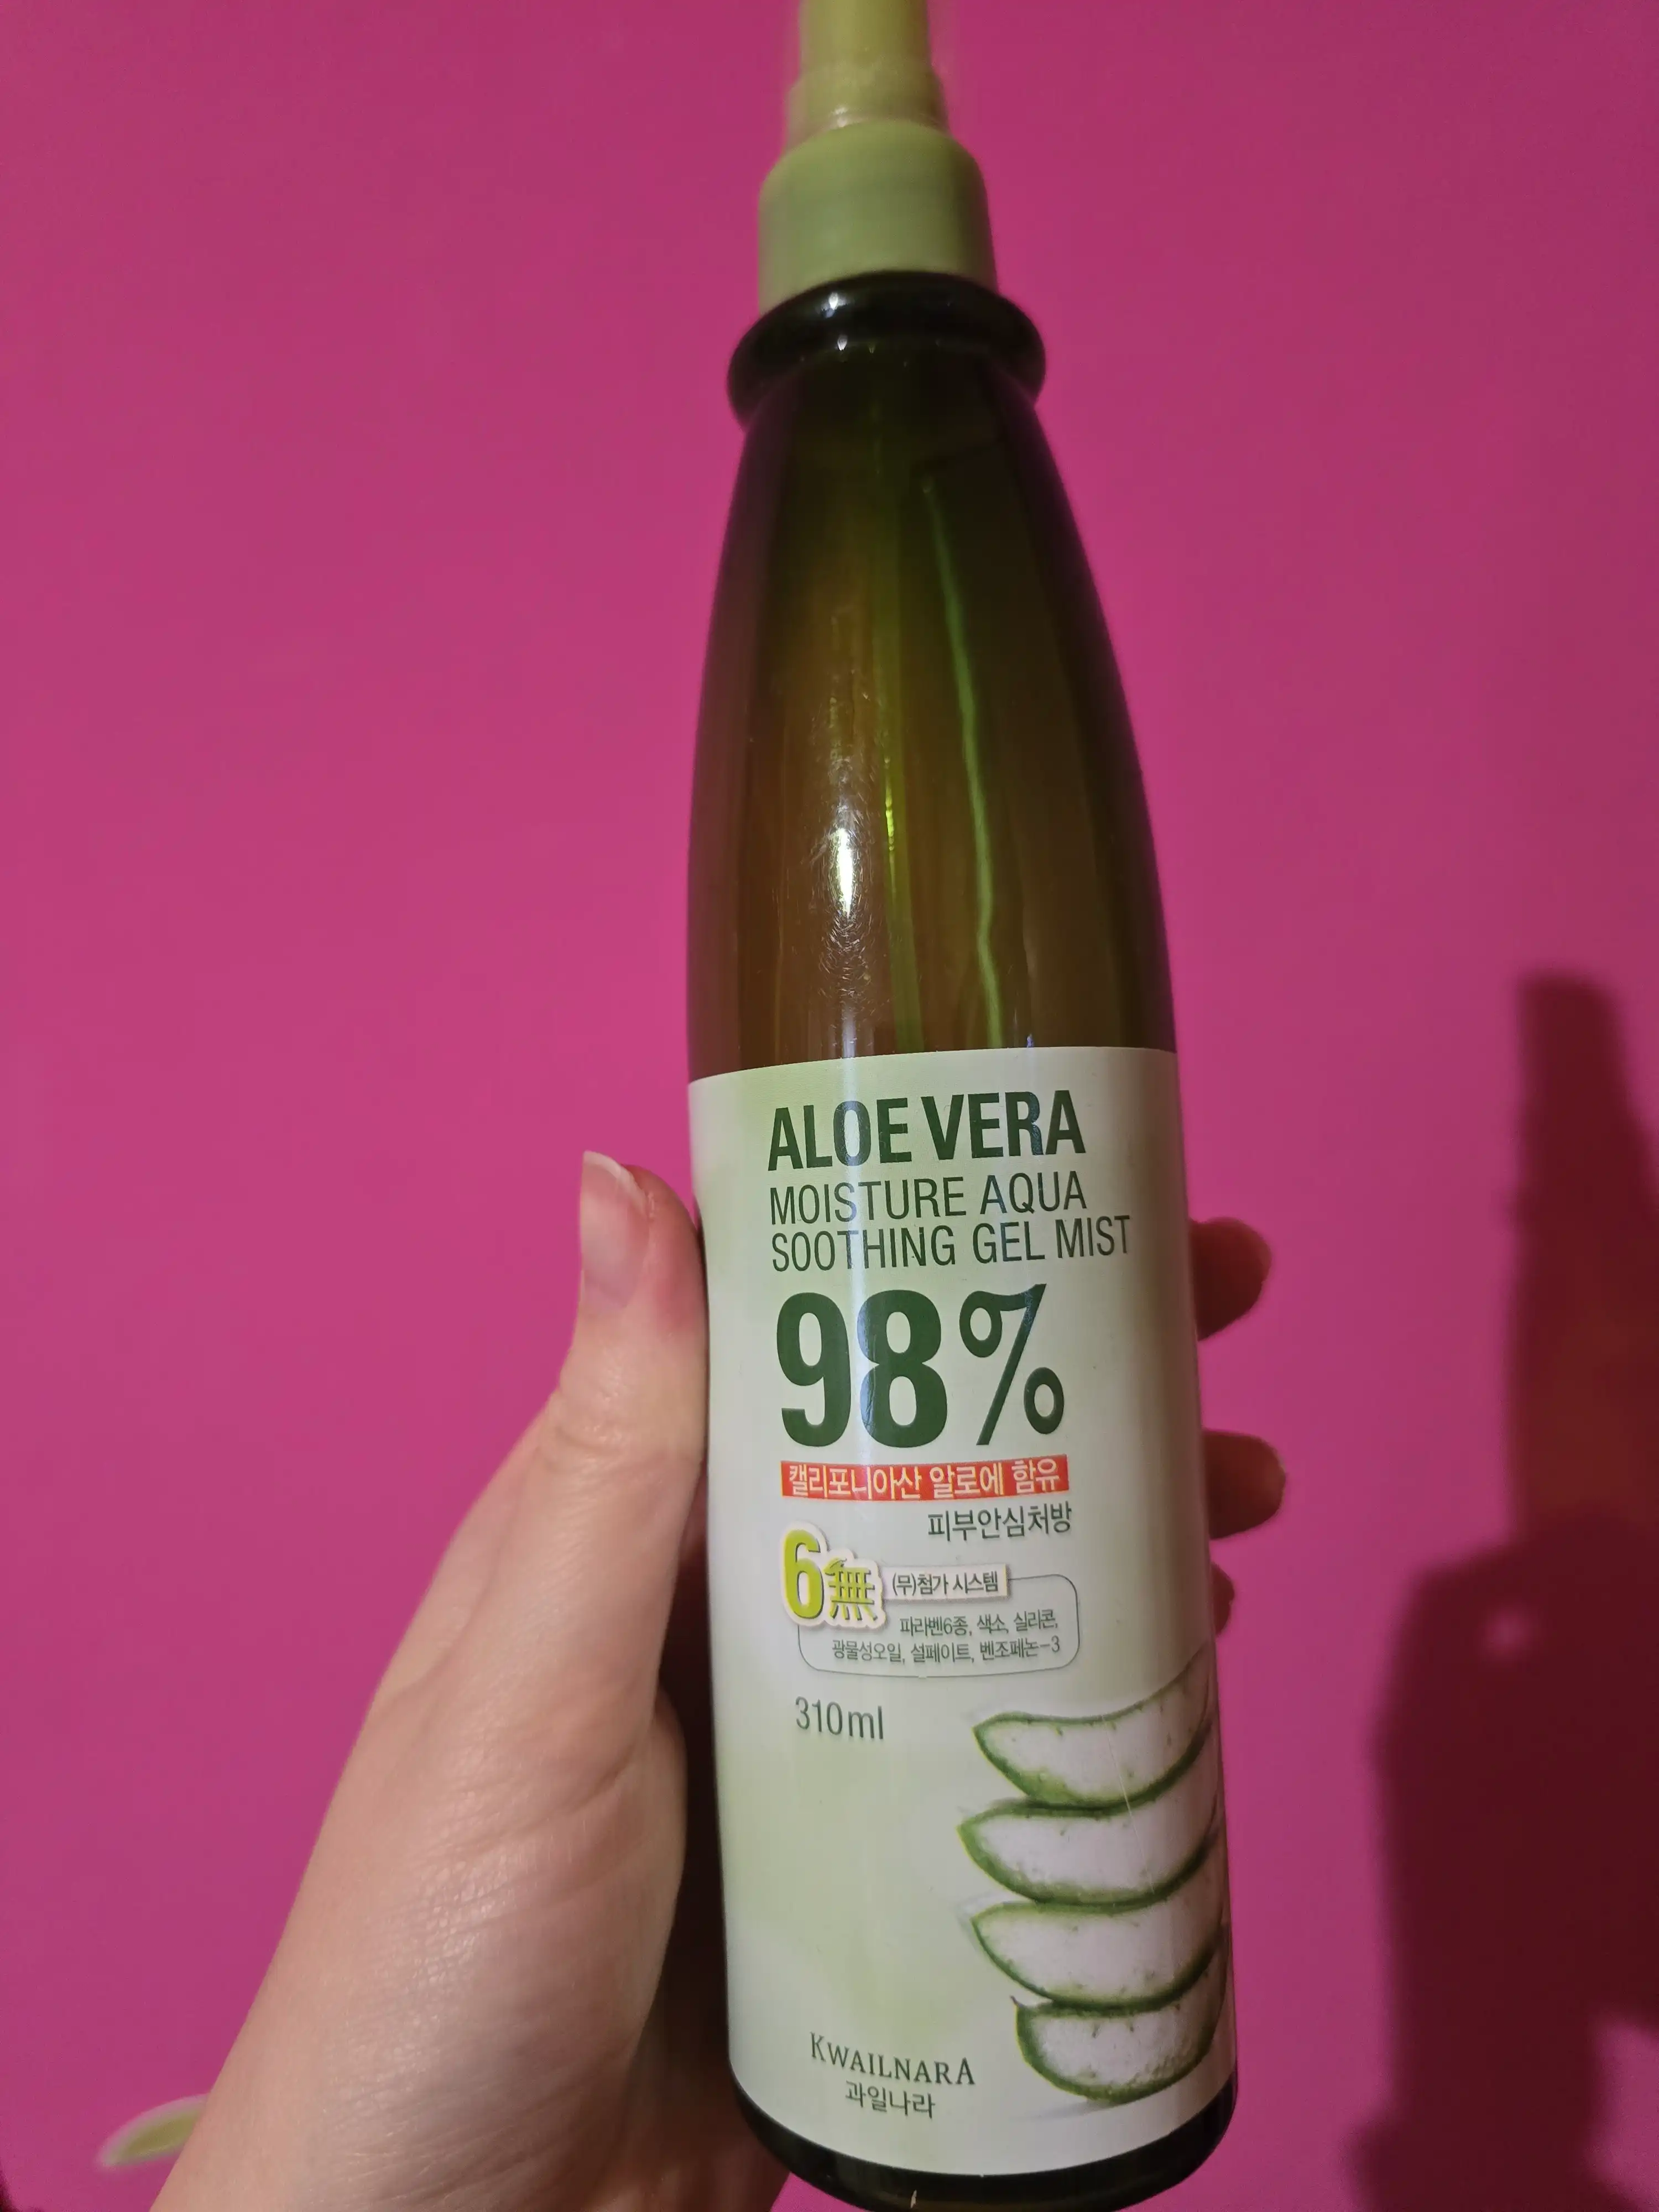 ALOE VERA
MOISTURE AQUA
SOOTHING GEL MIST
98%
캘리포니아산 알로에 함유
피부안심처방
6無 (무)첨가 시스템
파라벤6종, 색소, 실리콘,
광물성오일, 설페이트, 벤조페논-3
310ml
KWAILNARA
과일나라